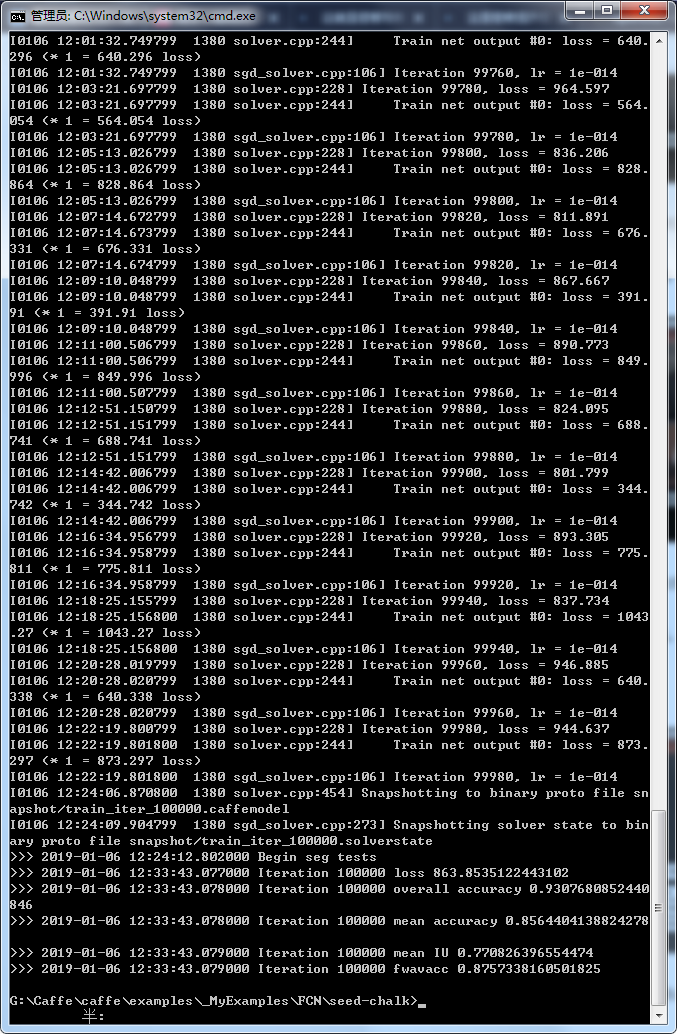 管理员: C:\Windows\system32\cmd.exe
I0106 12:01:32.749799  1380 solver.cpp:244]     Train net output #0: loss = 640.
296 (* 1 = 640.296 loss)
I0106 12:01:32.749799  1380 sgd_solver.cpp:106] Iteration 99760, lr = 1e-014
I0106 12:03:21.697799  1380 solver.cpp:228] Iteration 99780, loss = 964.597
I0106 12:03:21.697799  1380 solver.cpp:244]     Train net output #0: loss = 564.
054 (* 1 = 564.054 loss)
I0106 12:03:21.697799  1380 sgd_solver.cpp:106] Iteration 99780, lr = 1e-014
I0106 12:05:13.026799  1380 solver.cpp:228] Iteration 99800, loss = 836.206
I0106 12:05:13.026799  1380 solver.cpp:244]     Train net output #0: loss = 828.
864 (* 1 = 828.864 loss)
I0106 12:05:13.026799  1380 sgd_solver.cpp:106] Iteration 99800, lr = 1e-014
I0106 12:07:14.672799  1380 solver.cpp:228] Iteration 99820, loss = 811.891
I0106 12:07:14.673799  1380 solver.cpp:244]     Train net output #0: loss = 676.
331 (* 1 = 676.331 loss)
I0106 12:07:14.674799  1380 sgd_solver.cpp:106] Iteration 99820, lr = 1e-014
I0106 12:09:10.048799  1380 solver.cpp:228] Iteration 99840, loss = 867.667
I0106 12:09:10.048799  1380 solver.cpp:244]     Train net output #0: loss = 391.
91 (* 1 = 391.91 loss)
I0106 12:09:10.048799  1380 sgd_solver.cpp:106] Iteration 99840, lr = 1e-014
I0106 12:11:00.506799  1380 solver.cpp:228] Iteration 99860, loss = 890.773
I0106 12:11:00.506799  1380 solver.cpp:244]     Train net output #0: loss = 849.
996 (* 1 = 849.996 loss)
I0106 12:11:00.507799  1380 sgd_solver.cpp:106] Iteration 99860, lr = 1e-014
I0106 12:12:51.150799  1380 solver.cpp:228] Iteration 99880, loss = 824.095
I0106 12:12:51.151799  1380 solver.cpp:244]     Train net output #0: loss = 688.
741 (* 1 = 688.741 loss)
I0106 12:12:51.151799  1380 sgd_solver.cpp:106] Iteration 99880, lr = 1e-014
I0106 12:14:42.006799  1380 solver.cpp:228] Iteration 99900, loss = 801.799
I0106 12:14:42.006799  1380 solver.cpp:244]     Train net output #0: loss = 344.
742 (* 1 = 344.742 loss)
I0106 12:14:42.006799  1380 sgd_solver.cpp:106] Iteration 99900, lr = 1e-014
I0106 12:16:34.956799  1380 solver.cpp:228] Iteration 99920, loss = 893.305
I0106 12:16:34.958799  1380 solver.cpp:244]     Train net output #0: loss = 775.
811 (* 1 = 775.811 loss)
I0106 12:16:34.958799  1380 sgd_solver.cpp:106] Iteration 99920, lr = 1e-014
I0106 12:18:25.155799  1380 solver.cpp:228] Iteration 99940, loss = 837.734
I0106 12:18:25.156800  1380 solver.cpp:244]     Train net output #0: loss = 1043
.27 (* 1 = 1043.27 loss)
I0106 12:18:25.156800  1380 sgd_solver.cpp:106] Iteration 99940, lr = 1e-014
I0106 12:20:28.019799  1380 solver.cpp:228] Iteration 99960, loss = 946.885
I0106 12:20:28.020799  1380 solver.cpp:244]     Train net output #0: loss = 640.
338 (* 1 = 640.338 loss)
I0106 12:20:28.020799  1380 sgd_solver.cpp:106] Iteration 99960, lr = 1e-014
I0106 12:22:19.800799  1380 solver.cpp:228] Iteration 99980, loss = 944.637
I0106 12:22:19.801800  1380 solver.cpp:244]     Train net output #0: loss = 873.
297 (* 1 = 873.297 loss)
I0106 12:22:19.801800  1380 sgd_solver.cpp:106] Iteration 99980, lr = 1e-014
I0106 12:24:06.870800  1380 solver.cpp:454] Snapshotting to binary proto file sn
apshot/train_iter_100000.caffemodel
I0106 12:24:09.904799  1380 sgd_solver.cpp:273] Snapshotting solver state to bin
ary proto file snapshot/train_iter_100000.solverstate
>>> 2019-01-06 12:24:12.802000 Begin seg tests
>>> 2019-01-06 12:33:43.077000 Iteration 100000 loss 863.8535122443102
>>> 2019-01-06 12:33:43.078000 Iteration 100000 overall accuracy 0.9307680852440
846
>>> 2019-01-06 12:33:43.078000 Iteration 100000 mean accuracy 0.8564404138824278
>>> 2019-01-06 12:33:43.079000 Iteration 100000 mean IU 0.770826396554474
>>> 2019-01-06 12:33:43.079000 Iteration 100000 fwavacc 0.8757338160501825
G:\Caffe\caffe\examples\_MyExamples\FCN\seed-chalk>_
半: